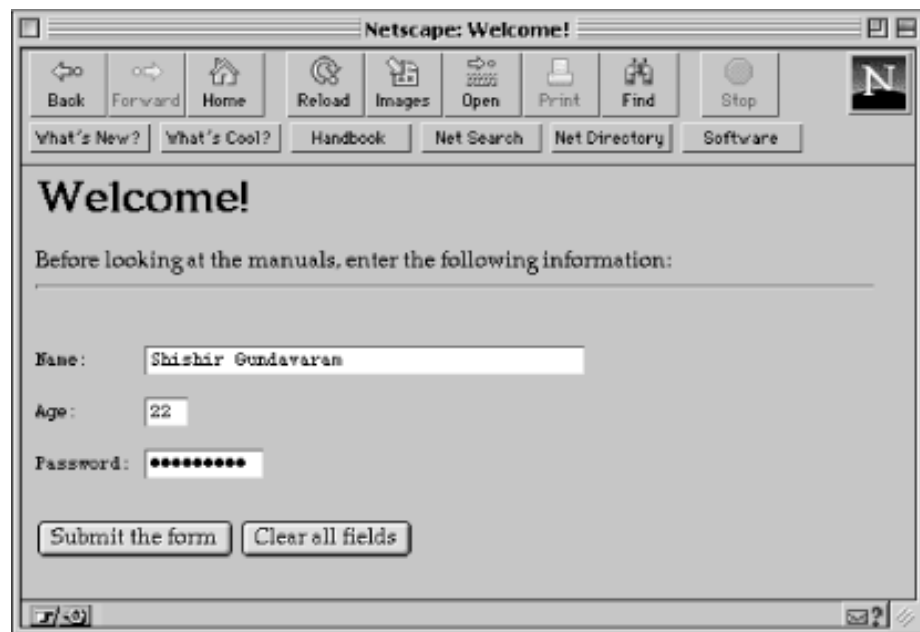 Netscape: Welcome!
Back Forward Home Reload Images Open Print Find Stop N
What's New? What's Cool? Handbook Net Search Net Directory Software
Welcome!
Before looking at the manuals, enter the following information:
Name: Shishir Gundavaram
Age: 22
Password: •••••••••
Submit the form Clear all fields
?